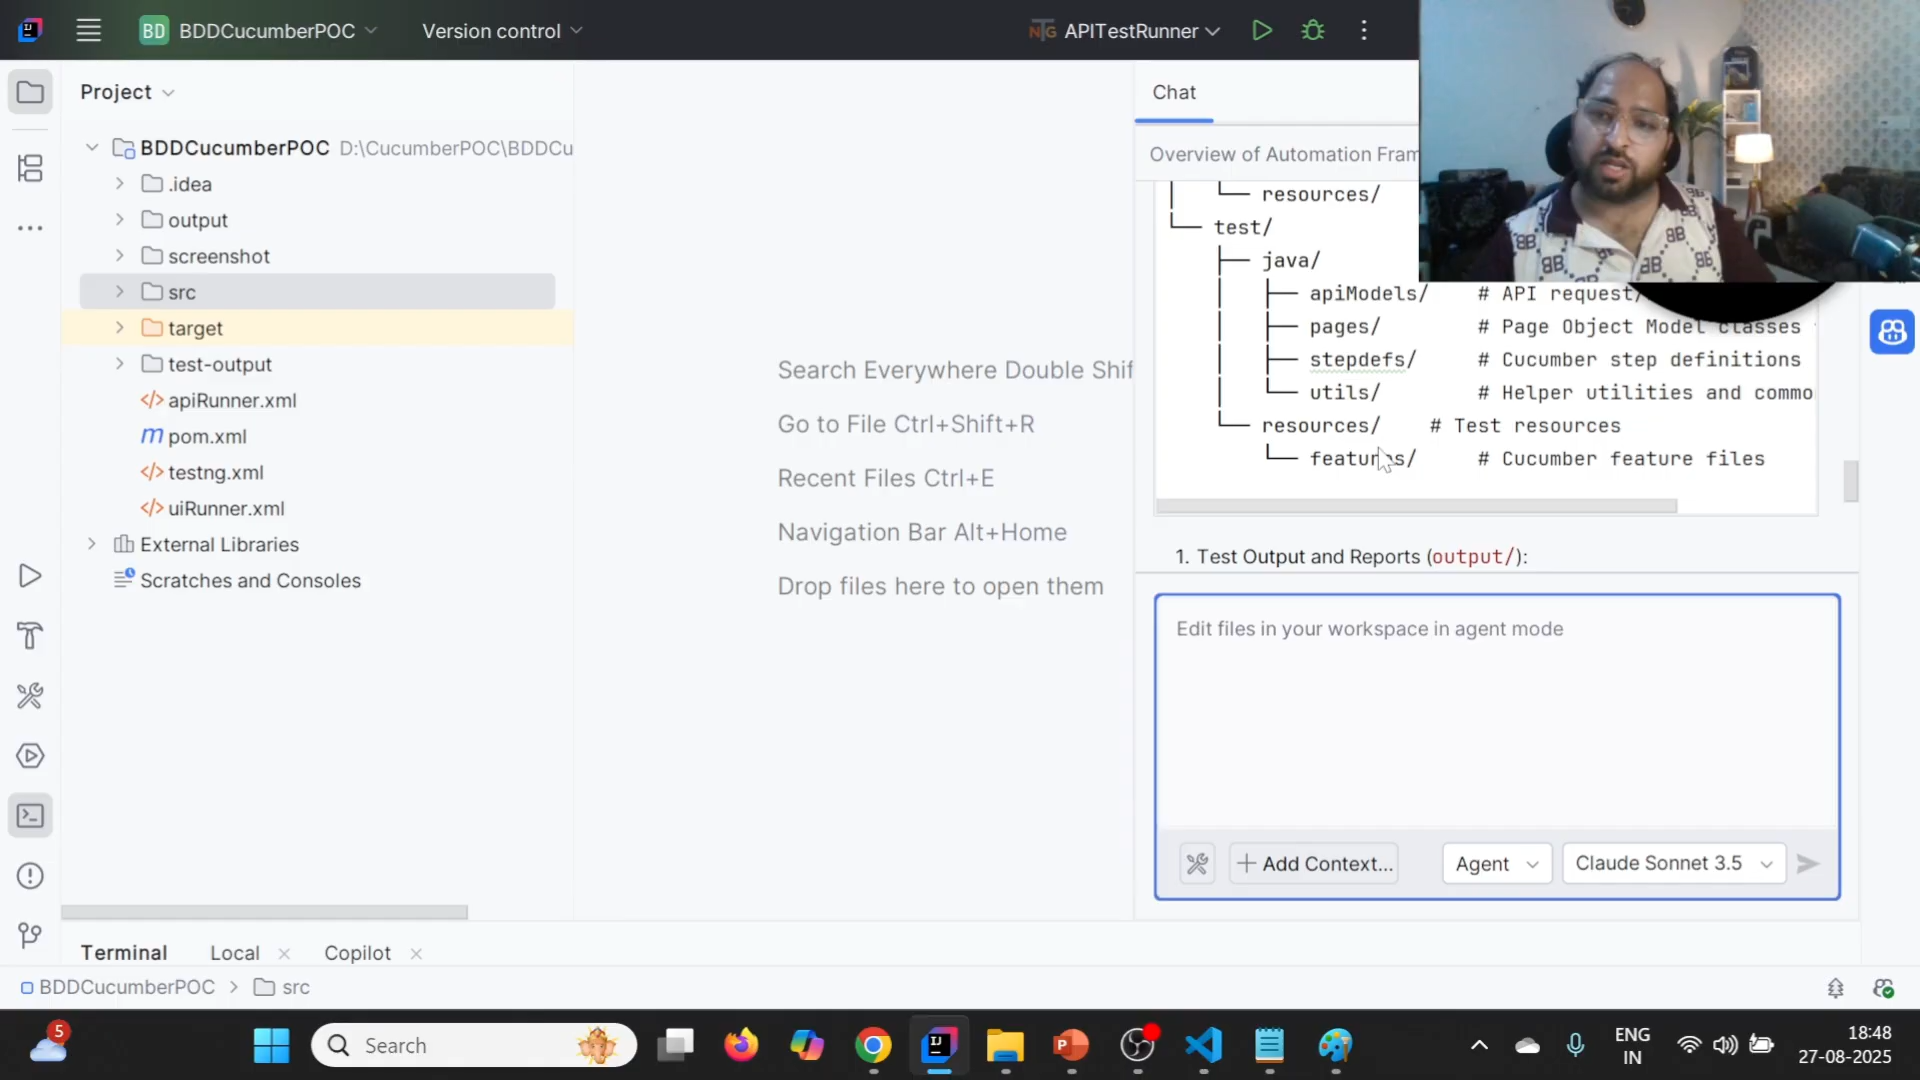 BD BDDCucumberPOC
Version control
APITestRunner
Project
BDDCucumberPOC D:\CucumberPOC\BDDCu
.idea
output
screenshot
src
target
test-output
apiRunner.xml
pom.xml
testng.xml
uiRunner.xml
External Libraries
Scratches and Consoles
Search Everywhere Double Shif
Go to File Ctrl+Shift+R
Recent Files Ctrl+E
Navigation Bar Alt+Home
Drop files here to open them
Chat
Overview of Automation Fram
│ └── resources/
└── test/
├── java/
│ ├── apiModels/ # API request/
│ ├── pages/ # Page Object Model classes
│ ├── stepdefs/ # Cucumber step definitions
│ └── utils/ # Helper utilities and commo
└── resources/ # Test resources
└── features/ # Cucumber feature files
1. Test Output and Reports (output/):
Edit files in your workspace in agent mode
+ Add Context...
Agent
Claude Sonnet 3.5
Terminal
Local
Copilot
BDDCucumberPOC > src
5
Search
ENG
IN
18:48
27-08-2025